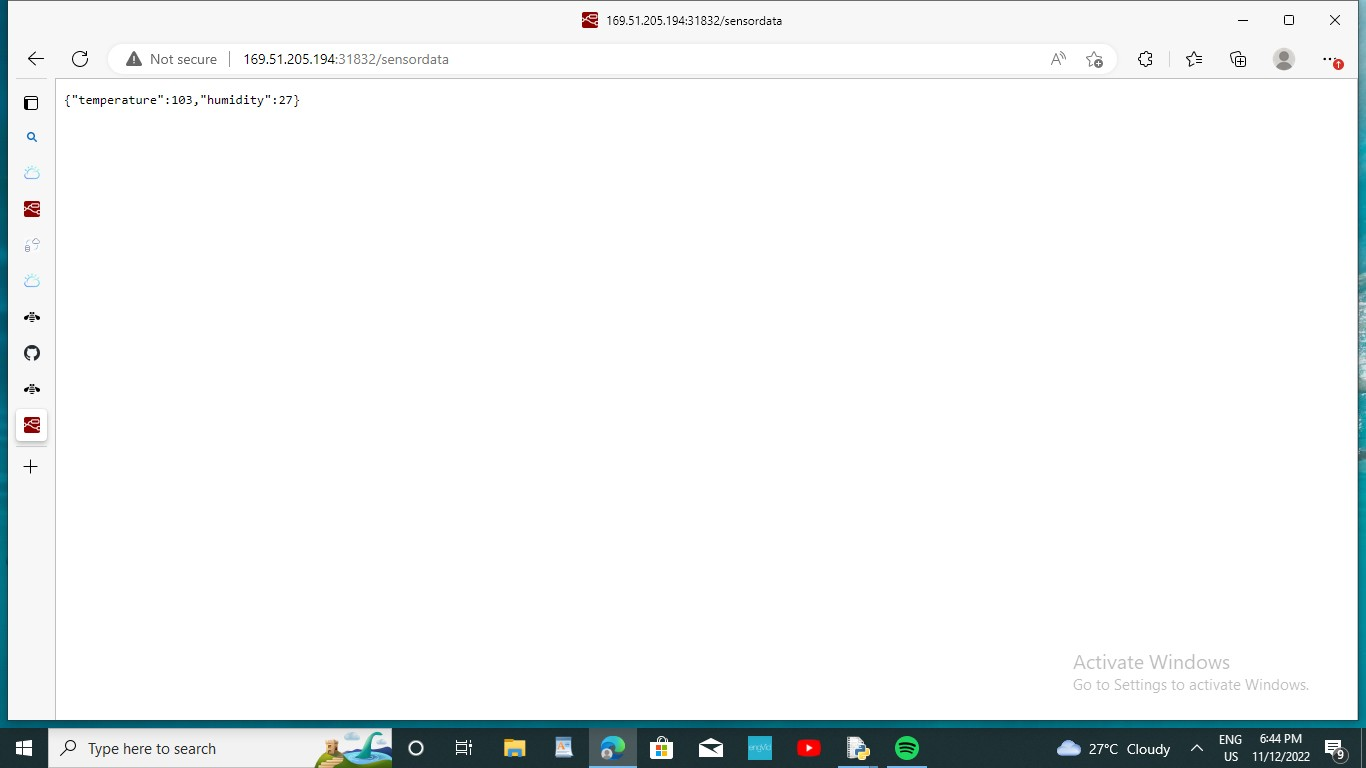 169.51.205.194:31832/sensordata
Not secure
169.51.205.194:31832/sensordata
{"temperature":103,"humidity":27}
Activate Windows
Go to Settings to activate Windows.
Type here to search
27°C Cloudy
ENG
US
6:44 PM
11/12/2022
9